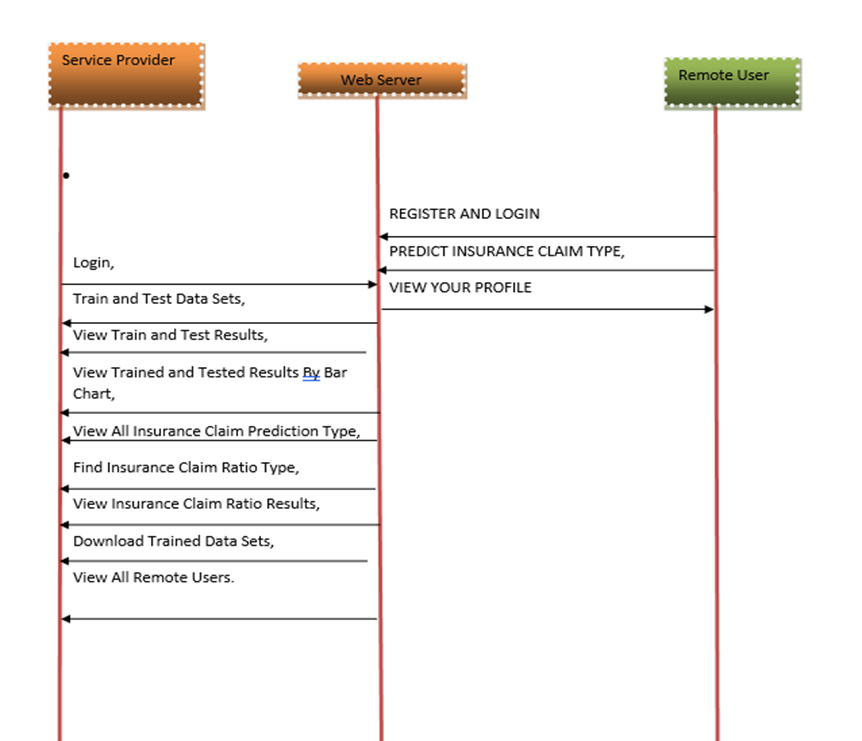 Service Provider
Web Server
Remote User
REGISTER AND LOGIN
PREDICT INSURANCE CLAIM TYPE,
VIEW YOUR PROFILE
Login,
Train and Test Data Sets,
View Train and Test Results,
View Trained and Tested Results By Bar
Chart,
View All Insurance Claim Prediction Type,
Find Insurance Claim Ratio Type,
View Insurance Claim Ratio Results,
Download Trained Data Sets,
View All Remote Users.